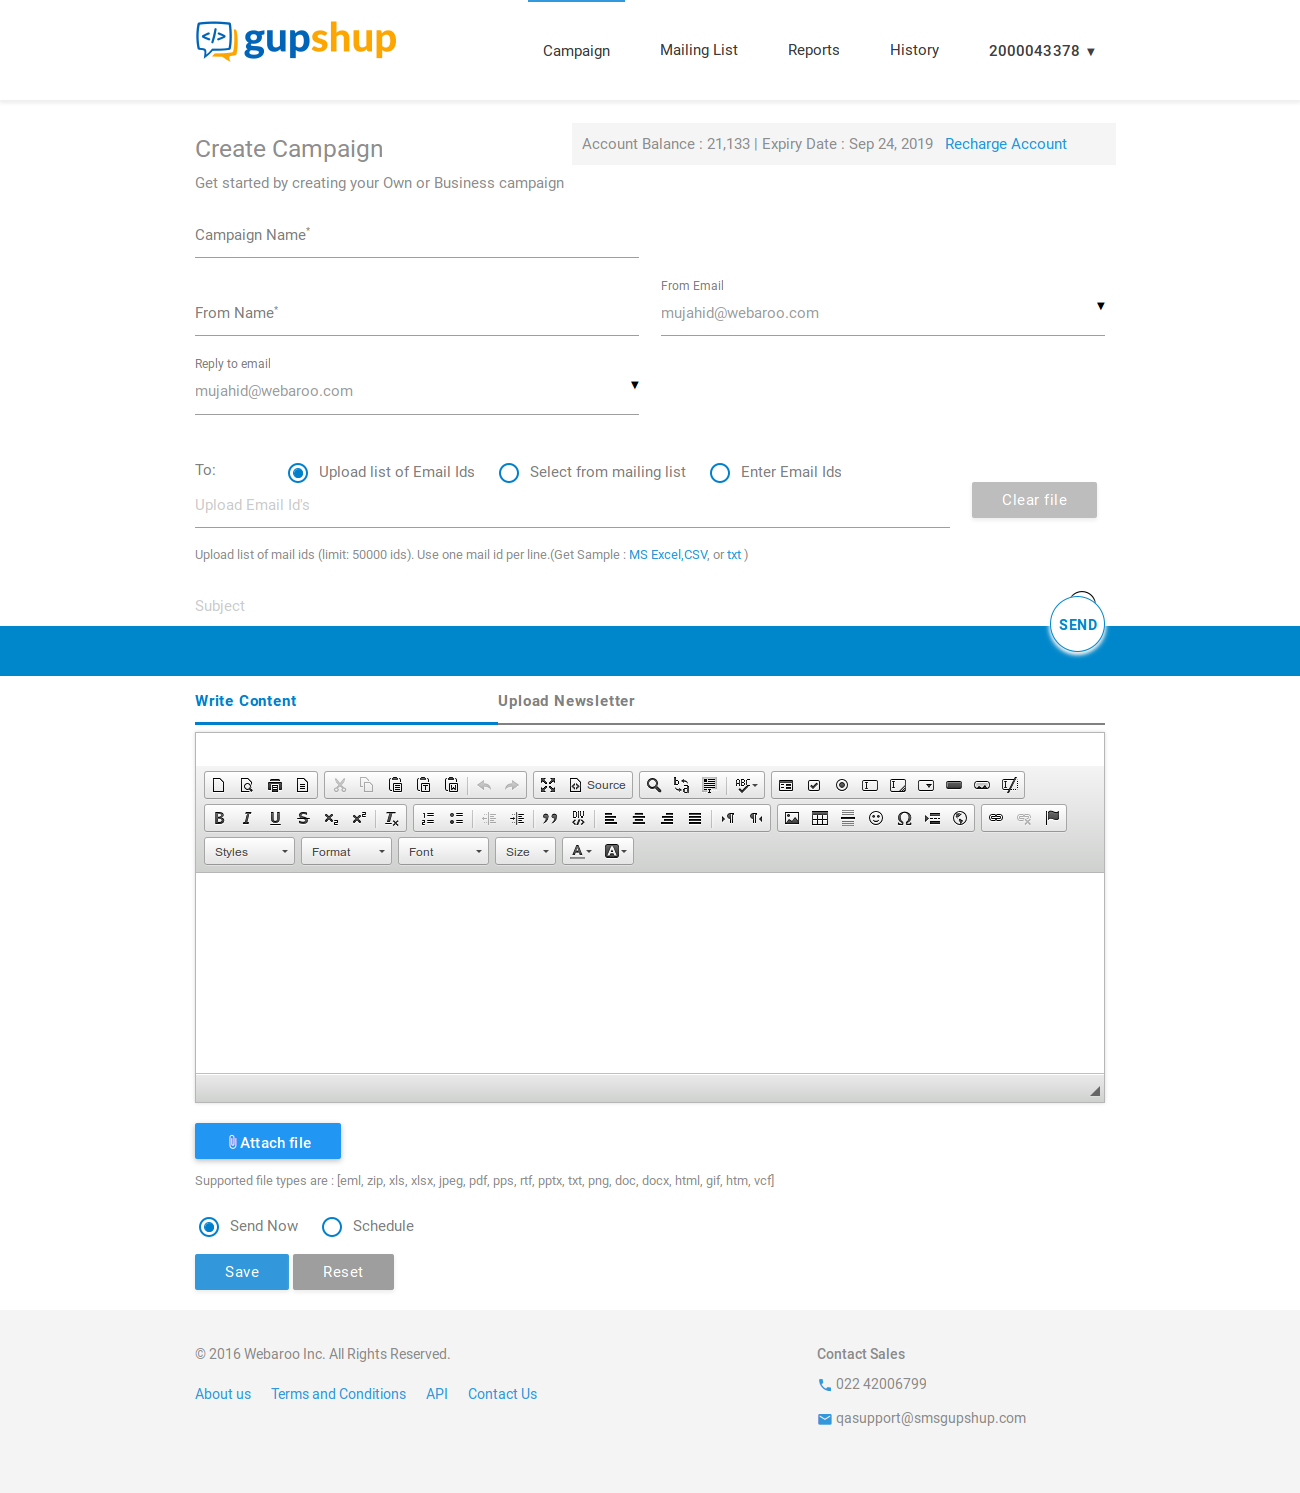 gupshup
Campaign Mailing List Reports History 2000043378 ▼
Account Balance : 21,133 | Expiry Date : Sep 24, 2019 Recharge Account
Create Campaign
Get started by creating your Own or Business campaign
Campaign Name*
From Email
From Name* mujahid@webaroo.com
Reply to email
mujahid@webaroo.com
To: Upload list of Email Ids Select from mailing list Enter Email Ids
Upload Email Id's Clear file
Upload list of mail ids (limit: 50000 ids). Use one mail id per line.(Get Sample : MS Excel,CSV, or txt )
Subject
SEND
Write Content Upload Newsletter
Source ABC
B I U S x₂ x² Tx DIV
Styles Format Font Size A A
Attach file
Supported file types are : [eml, zip, xls, xlsx, jpeg, pdf, pps, rtf, pptx, txt, png, doc, docx, html, gif, htm, vcf]
Send Now Schedule
Save Reset
© 2016 Webaroo Inc. All Rights Reserved. Contact Sales
022 42006799
About us Terms and Conditions API Contact Us
qasupport@smsgupshup.com